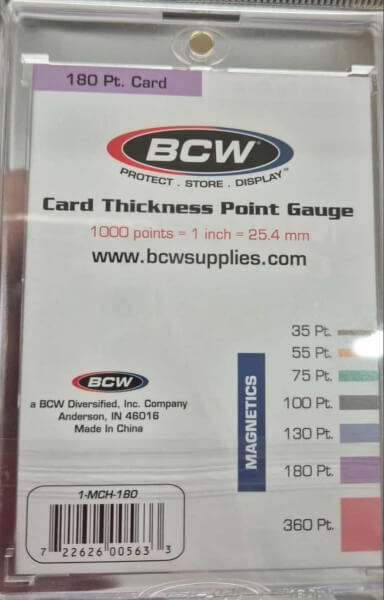 180 Pt. Card
BCW
PROTECT . STORE . DISPLAY™
Card Thickness Point Gauge
1000 points = 1 inch = 25.4 mm
www.bcwsupplies.com
35 Pt.
55 Pt.
75 Pt.
100 Pt.
130 Pt.
180 Pt.
360 Pt.
MAGNETICS
BCW
a BCW Diversified, Inc. Company
Anderson, IN 46016
Made In China
1-MCH-180
7 22626 00563 3